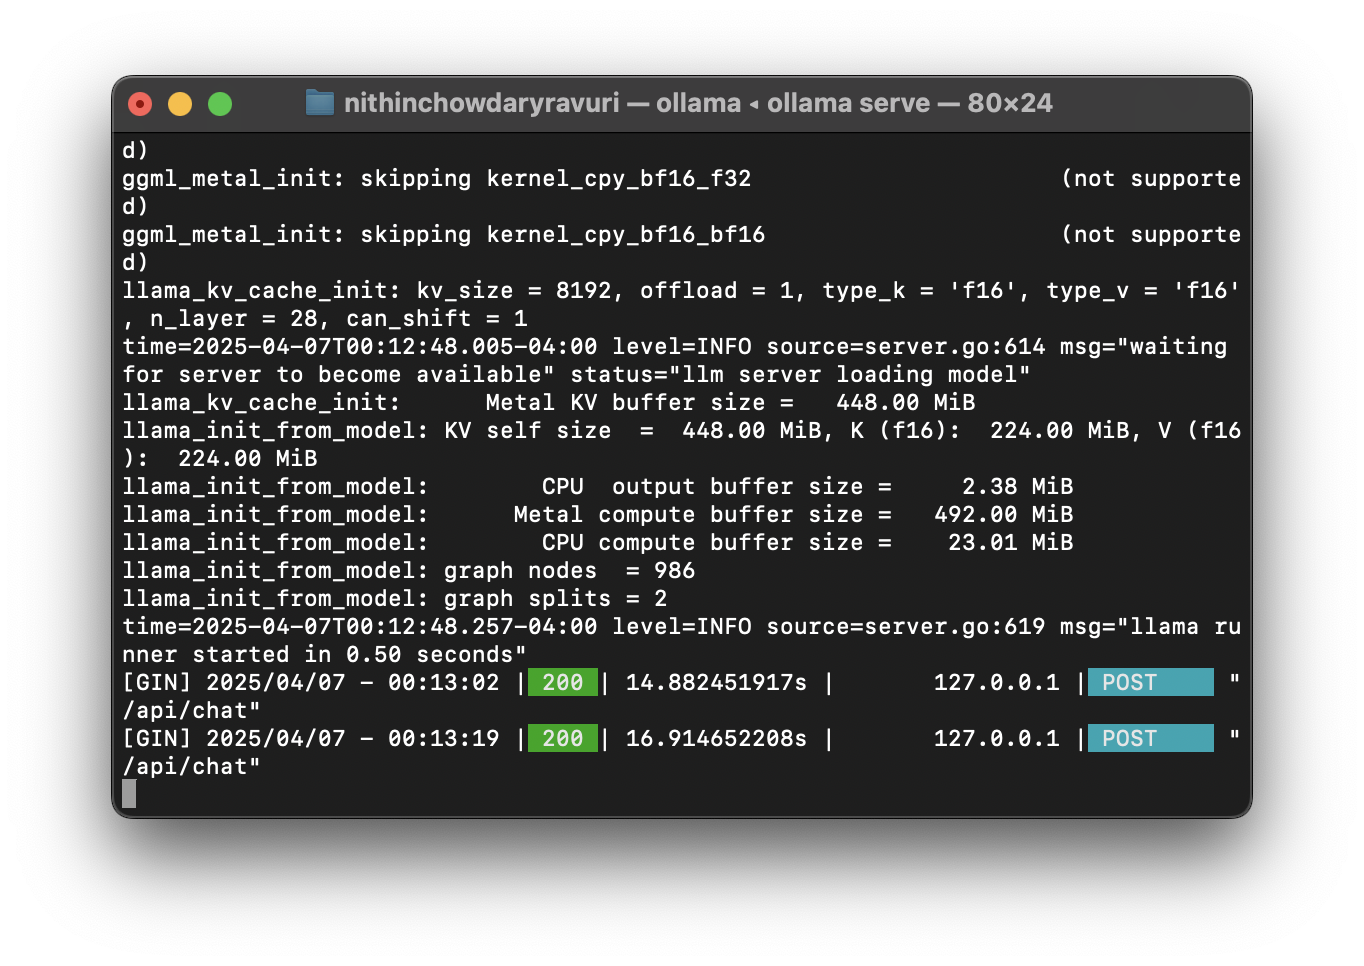 nithinchowdaryravuri — ollama ◂ ollama serve — 80×24
d)
ggml_metal_init: skipping kernel_cpy_bf16_f32                      (not supporte
d)
ggml_metal_init: skipping kernel_cpy_bf16_bf16                     (not supporte
d)
llama_kv_cache_init: kv_size = 8192, offload = 1, type_k = 'f16', type_v = 'f16'
, n_layer = 28, can_shift = 1
time=2025-04-07T00:12:48.005-04:00 level=INFO source=server.go:614 msg="waiting
for server to become available" status="llm server loading model"
llama_kv_cache_init:      Metal KV buffer size =   448.00 MiB
llama_init_from_model: KV self size  =  448.00 MiB, K (f16):  224.00 MiB, V (f16
):  224.00 MiB
llama_init_from_model:        CPU  output buffer size =     2.38 MiB
llama_init_from_model:      Metal compute buffer size =   492.00 MiB
llama_init_from_model:        CPU compute buffer size =    23.01 MiB
llama_init_from_model: graph nodes  = 986
llama_init_from_model: graph splits = 2
time=2025-04-07T00:12:48.257-04:00 level=INFO source=server.go:619 msg="llama ru
nner started in 0.50 seconds"
[GIN] 2025/04/07 - 00:13:02 | 200 | 14.882451917s |       127.0.0.1 | POST     "
/api/chat"
[GIN] 2025/04/07 - 00:13:19 | 200 | 16.914652208s |       127.0.0.1 | POST     "
/api/chat"